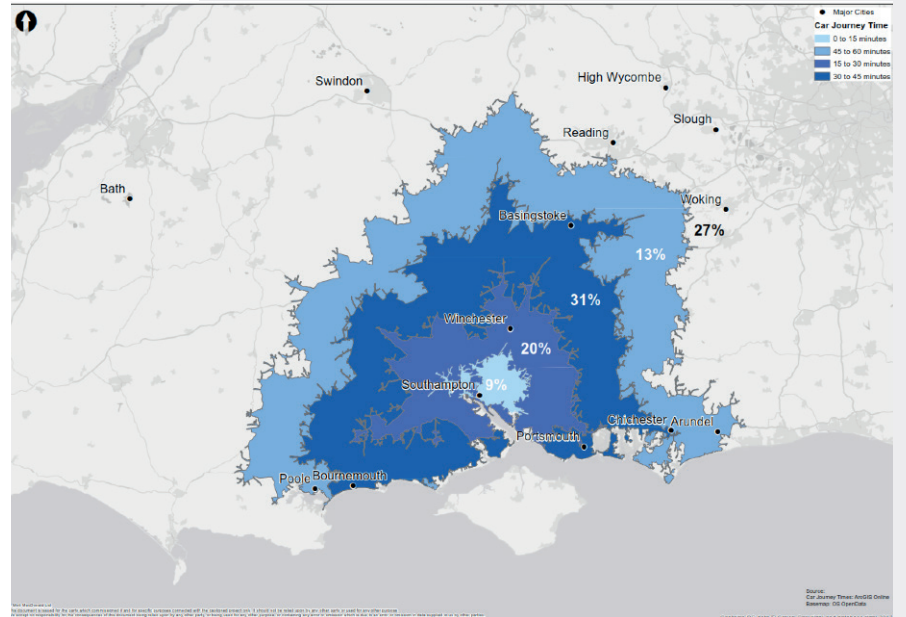 Major Cities
Car Journey Time
0 to 15 minutes
45 to 60 minutes
15 to 30 minutes
30 to 45 minutes
High Wycombe
Swindon
Slough
Reading
Bath
Woking
Basingstoke
27%
13%
31%
Winchester
20%
Southampton
9%
Chichester
Arundel
Portsmouth
Poole
Bournemouth
Source:
Car Journey Times: ArcGIS Online
Basemap: OS OpenData